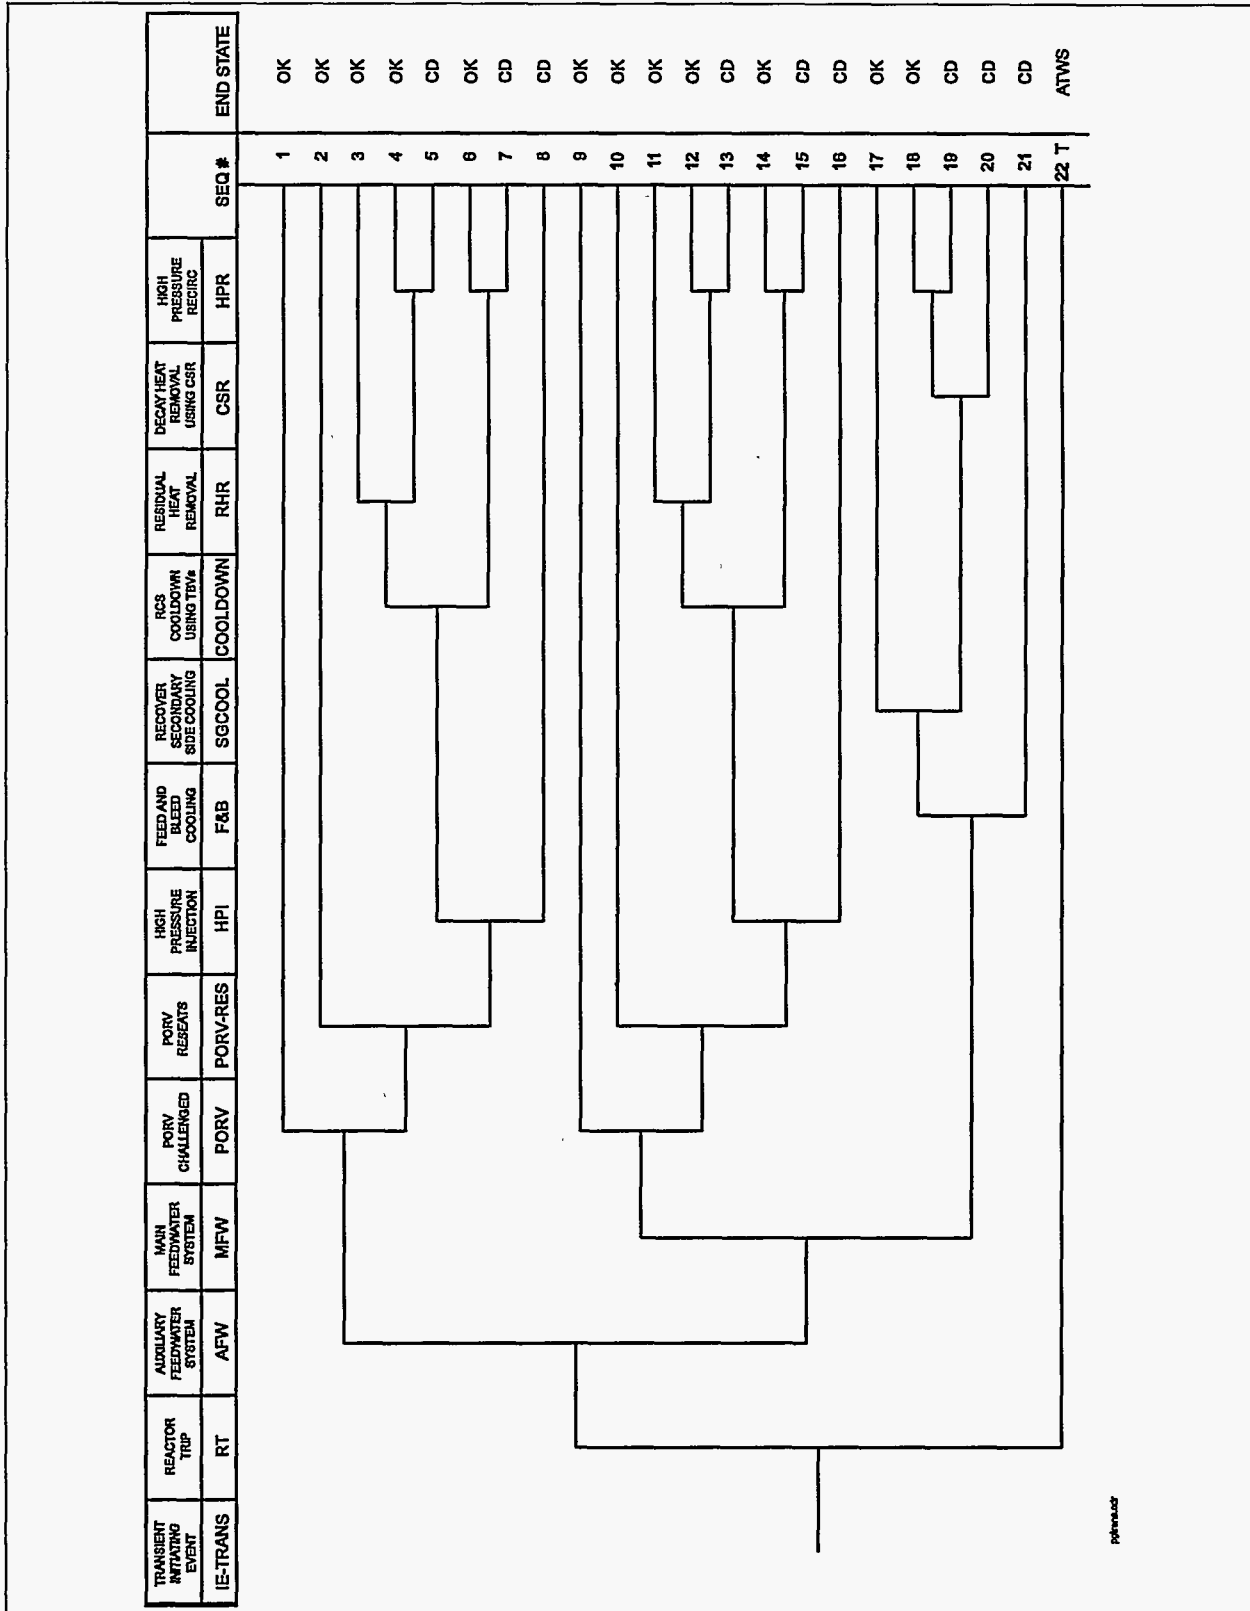 TRANSIENT
INITIATING
EVENT
IE-TRANS
REACTOR
TRIP
RT
AUXILIARY
FEEDWATER
SYSTEM
AFW
MAIN
FEEDWATER
SYSTEM
MFW
PORV
CHALLENGED
PORV
PORV
RESEATS
PORV-RES
HIGH
PRESSURE
INJECTION
HPI
FEED AND
BLEED
COOLING
F&B
RECOVER
SECONDARY
SIDE COOLING
SGCOOL
RCS
COOLDOWN
USING TBVs
COOLDOWN
RESIDUAL
HEAT
REMOVAL
RHR
DECAY HEAT
REMOVAL
USING CSR
CSR
HIGH
PRESSURE
RECIRC
HPR
SEQ # END STATE
1 OK
2 OK
3 OK
4 OK
5 CD
6 OK
7 CD
8 CD
9 OK
10 OK
11 OK
12 OK
13 CD
14 OK
15 CD
16 CD
17 OK
18 OK
19 CD
20 CD
21 CD
22 T ATWS